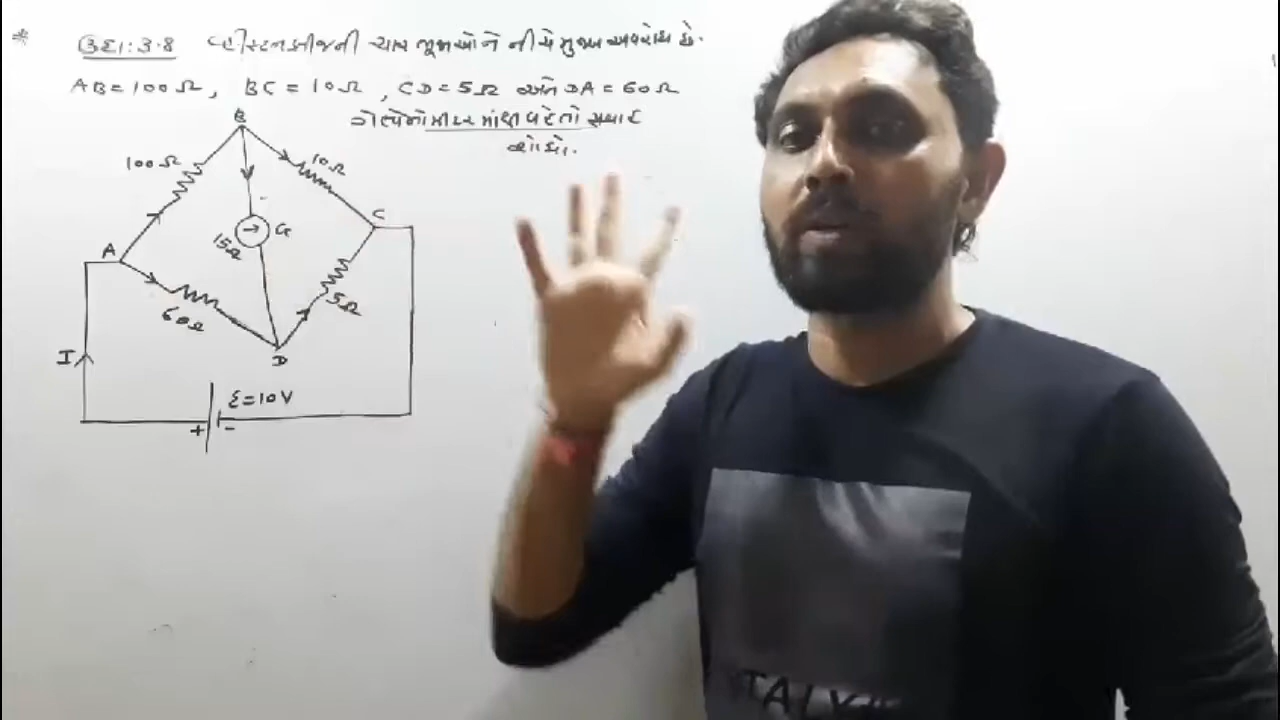 * ઉદા : 3.8 વ્હીસ્ટનબ્રીજની ચાર ભૂજાઓને નીચે મુજબ અવરોધ છે.
AB = 100 Ω, BC = 10 Ω, CD = 5 Ω અને DA = 60 Ω
ગેલ્વેનોમીટર માંથી વહેતો પ્રવાહ
શોધો.
B
100 Ω
10 Ω
C
A
G
15 Ω
60 Ω
5 Ω
D
I
ε = 10 V
+ -